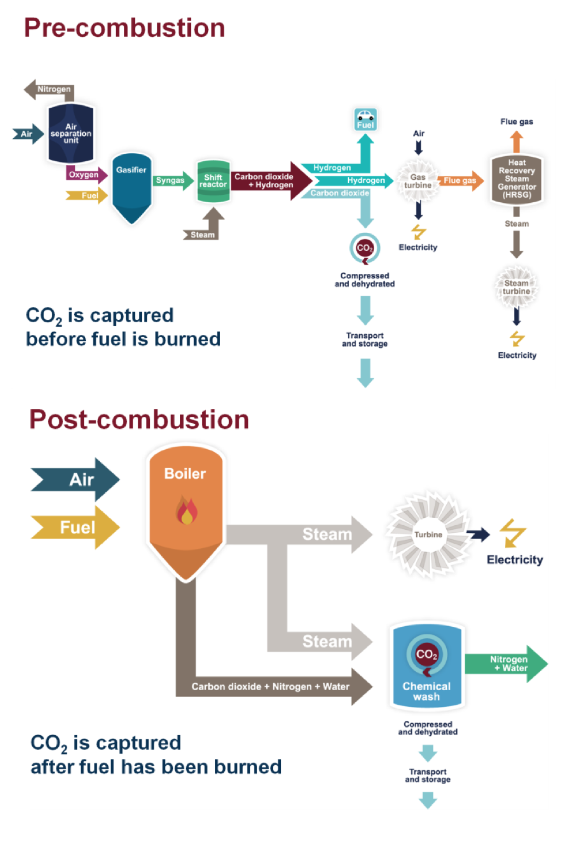 Pre-combustion
Nitrogen
Air
Air
separation
unit
Oxygen
Fuel
Gasifier
Syngas
Shift
reactor
Steam
Carbon dioxide
+ Hydrogen
Fuel
Hydrogen
Hydrogen
Carbon dioxide
CO₂
Compressed
and dehydrated
Transport
and storage
Air
Gas
turbine
Electricity
Flue gas
Flue gas
Heat
Recovery
Steam
Generator
(HRSG)
Steam
Steam
turbine
Electricity
CO₂ is captured
before fuel is burned
Post-combustion
Air
Fuel
Boiler
Steam
Turbine
Electricity
Steam
Carbon dioxide + Nitrogen + Water
CO₂
Chemical
wash
Nitrogen
+ Water
Compressed
and dehydrated
Transport
and storage
CO₂ is captured
after fuel has been burned